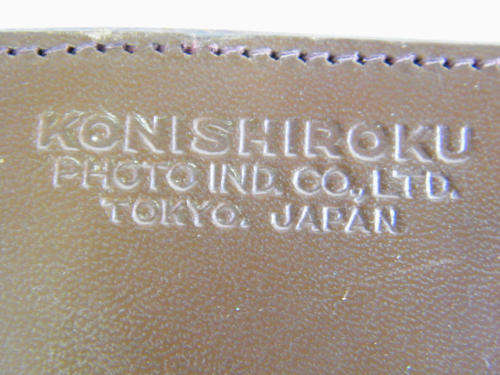 KONISHIROKU
PHOTO IND. CO., LTD.
TOKYO. JAPAN